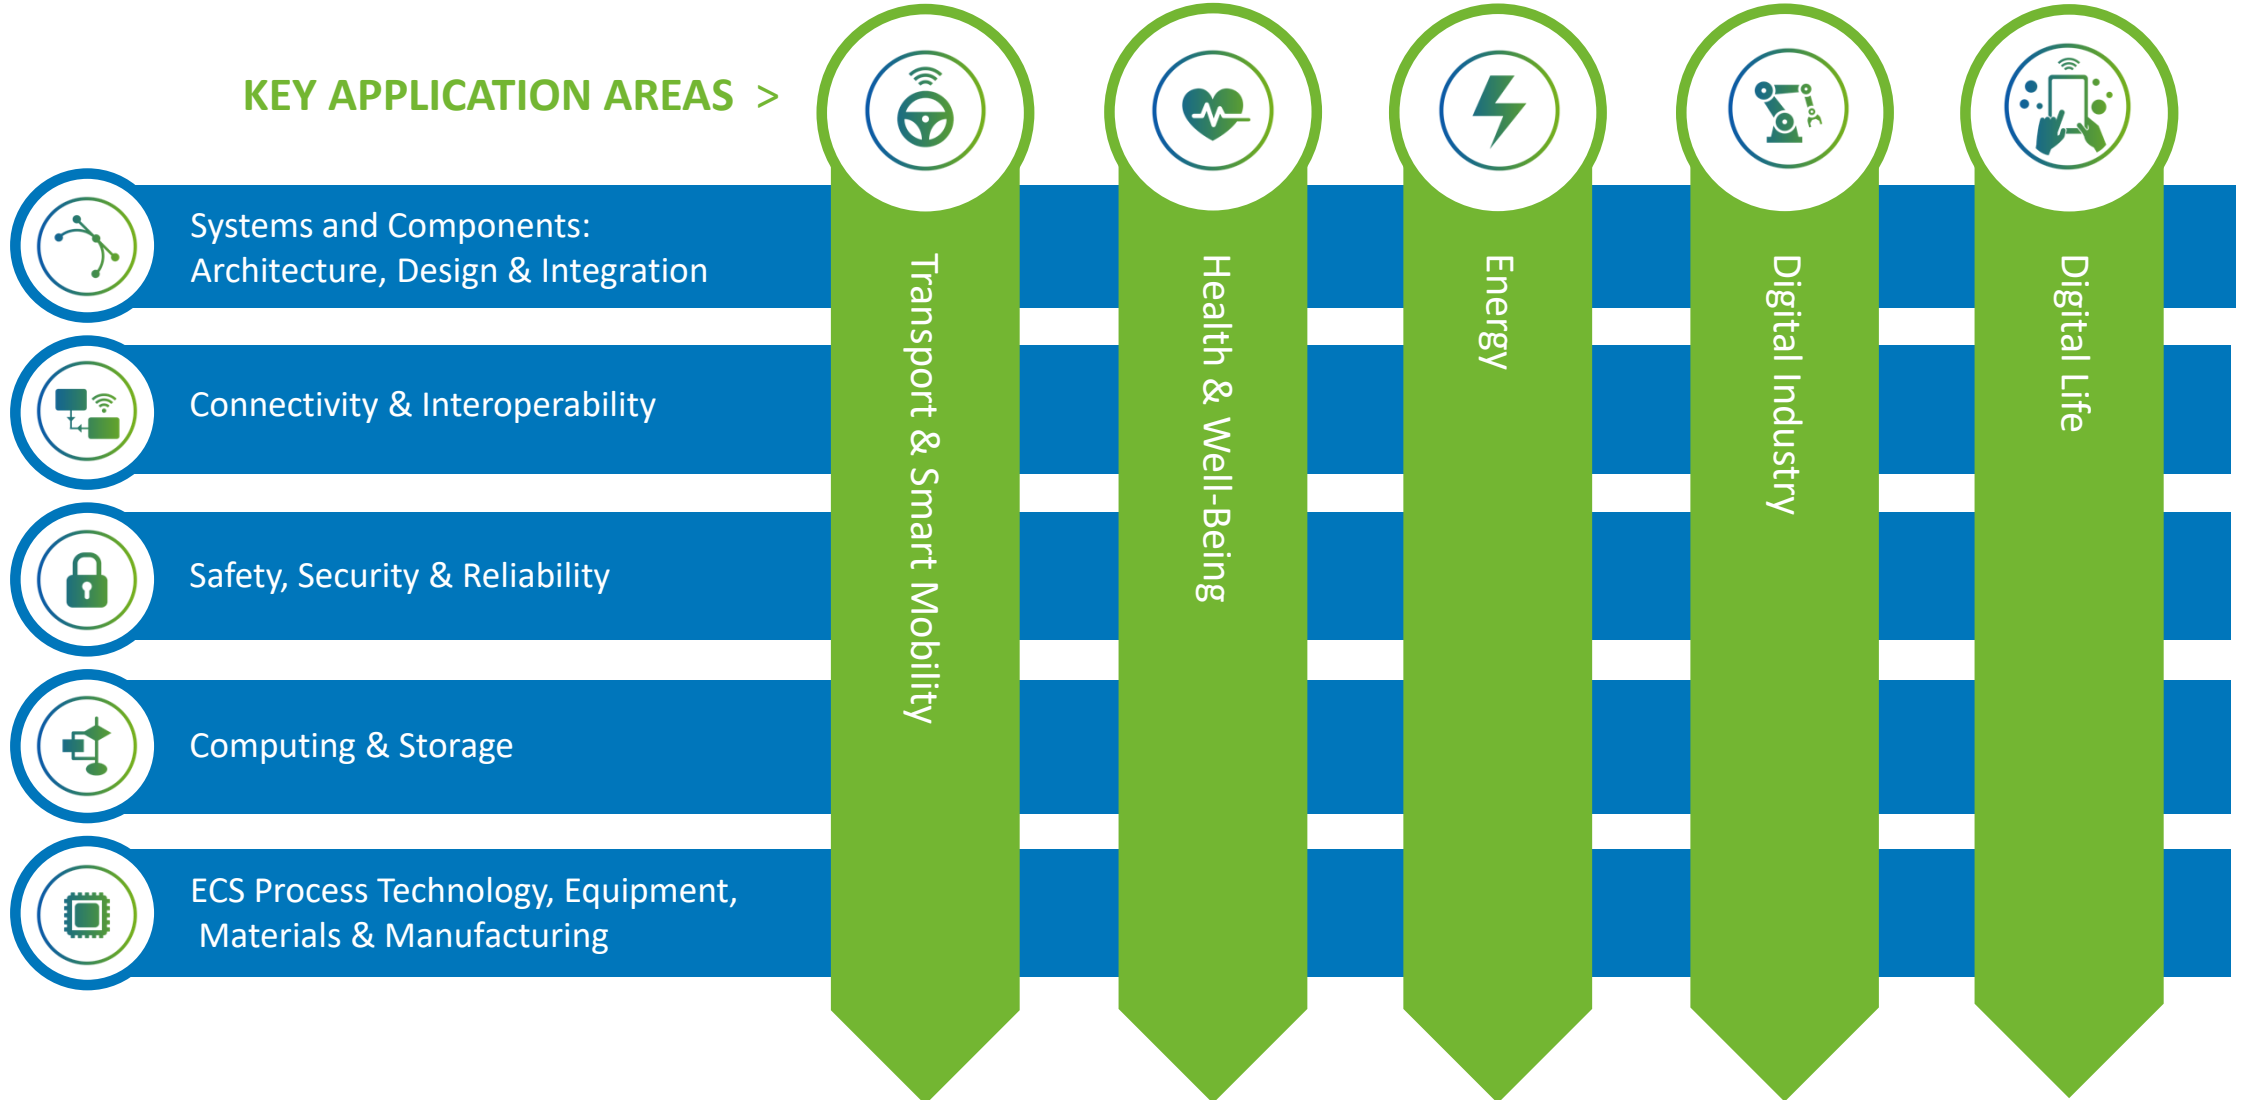 KEY APPLICATION AREAS >
Systems and Components:
Architecture, Design & Integration
Connectivity & Interoperability
Safety, Security & Reliability
Computing & Storage
ECS Process Technology, Equipment,
Materials & Manufacturing
Transport & Smart Mobility
Health & Well-Being
Energy
Digital Industry
Digital Life